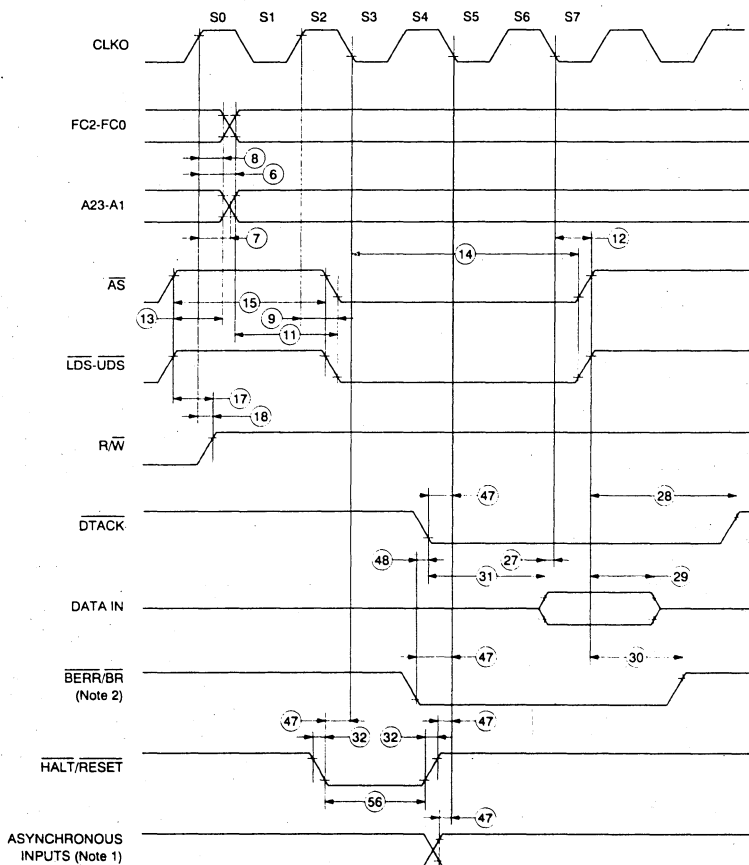 S0 S1 S2 S3 S4 S5 S6 S7
CLKO
FC2-FC0
8
6
A23-A1
7
12
14
AS
15
13
9
11
LDS-UDS
17
18
R/W
47
28
DTACK
48
27
31
29
DATA IN
47
30
BERR/BR
(Note 2)
47
32
32
47
HALT/RESET
56
47
ASYNCHRONOUS
INPUTS (Note 1)